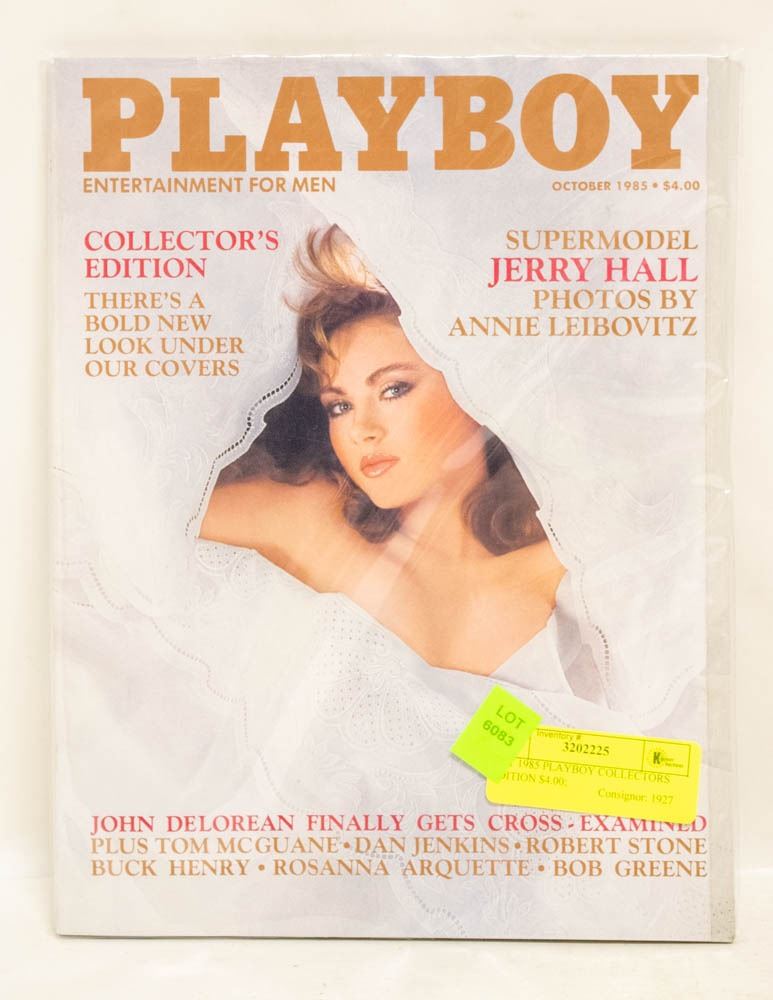 PLAYBOY
ENTERTAINMENT FOR MEN
OCTOBER 1985 • $4.00
COLLECTOR'S
EDITION
THERE'S A
BOLD NEW
LOOK UNDER
OUR COVERS
SUPERMODEL
JERRY HALL
PHOTOS BY
ANNIE LEIBOVITZ
LOT
6083
Inventory #
3202225
1985 PLAYBOY COLLECTORS
DITION $4.00;
Consignor: 1927
JOHN DELOREAN FINALLY GETS CROSS-EXAMINED
PLUS TOM MCGUANE • DAN JENKINS • ROBERT STONE
BUCK HENRY • ROSANNA ARQUETTE • BOB GREENE